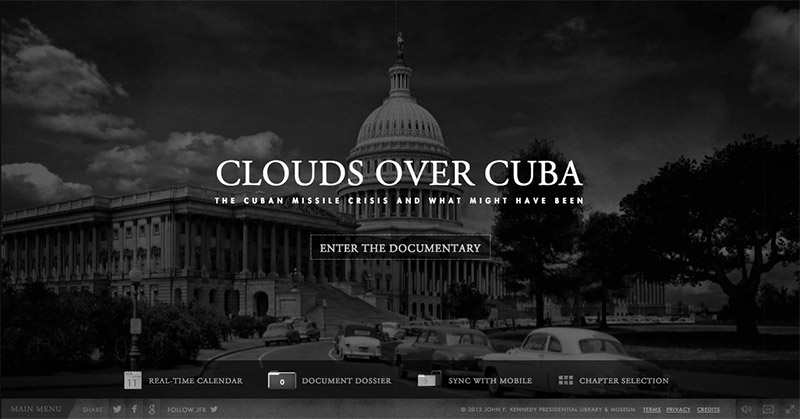 CLOUDS OVER CUBA
THE CUBAN MISSILE CRISIS AND WHAT MIGHT HAVE BEEN
ENTER THE DOCUMENTARY
11 REAL-TIME CALENDAR 0 DOCUMENT DOSSIER SYNC WITH MOBILE CHAPTER SELECTION
MAIN MENU SHARE FOLLOW JFK © 2012 JOHN F. KENNEDY PRESIDENTIAL LIBRARY & MUSEUM TERMS PRIVACY CREDITS